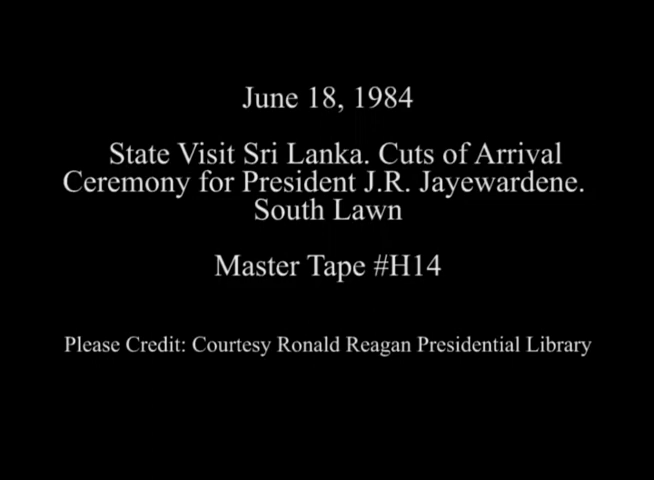 June 18, 1984
State Visit Sri Lanka. Cuts of Arrival
Ceremony for President J.R. Jayewardene.
South Lawn
Master Tape #H14
Please Credit: Courtesy Ronald Reagan Presidential Library